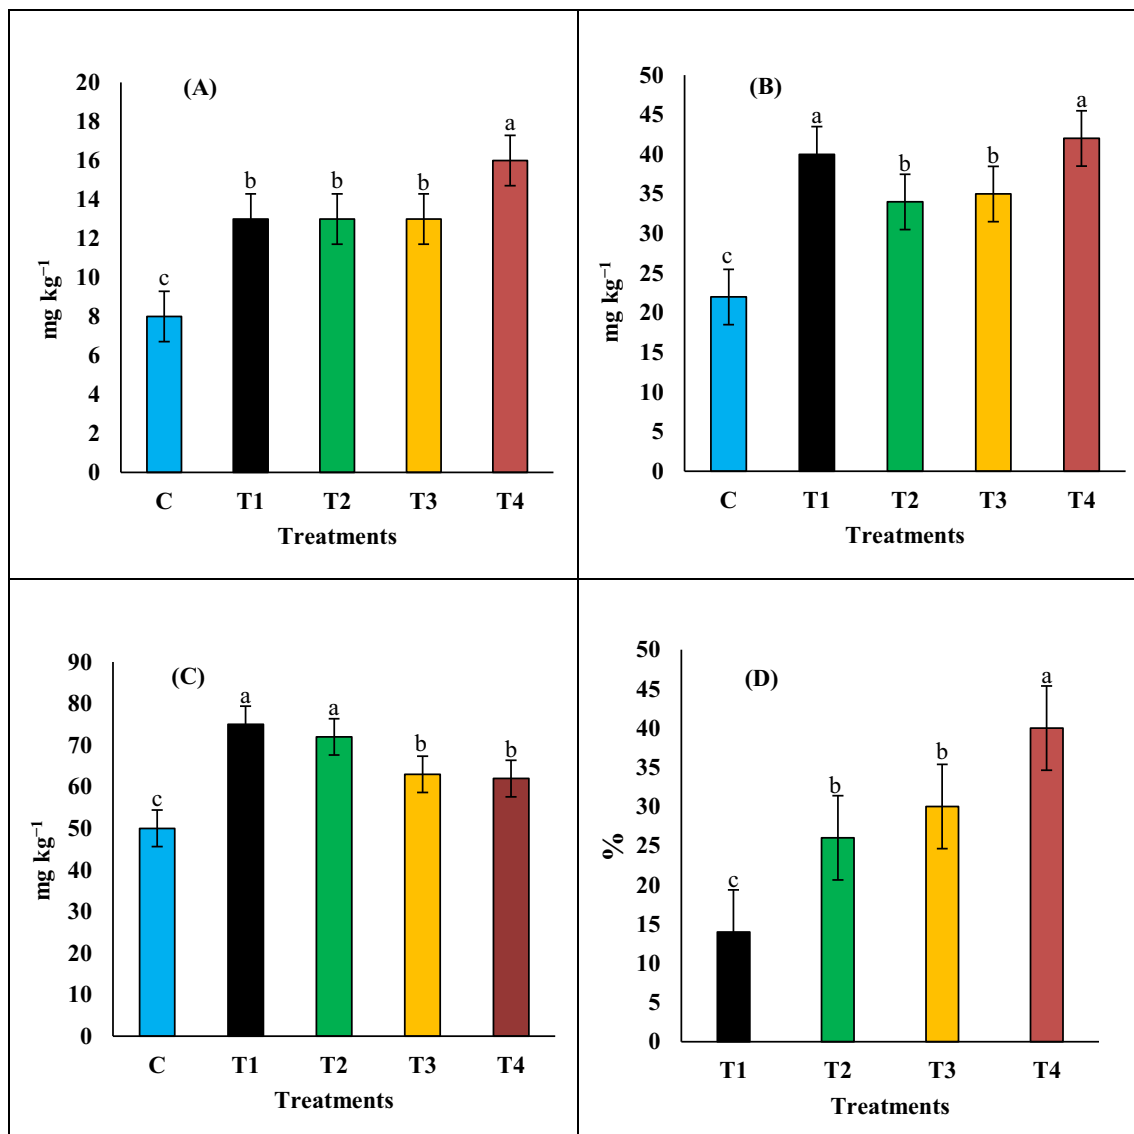 (A)
20
18
16
14
12
10
8
6
4
2
0
mg kg⁻¹
c
b
b
b
a
C T1 T2 T3 T4
Treatments
(B)
50
45
40
35
30
25
20
15
10
5
0
mg kg⁻¹
c
a
b
b
a
C T1 T2 T3 T4
Treatments
(C)
90
80
70
60
50
40
30
20
10
0
mg kg⁻¹
c
a
a
b
b
C T1 T2 T3 T4
Treatments
(D)
50
45
40
35
30
25
20
15
10
5
0
%
c
b
b
a
T1 T2 T3 T4
Treatments